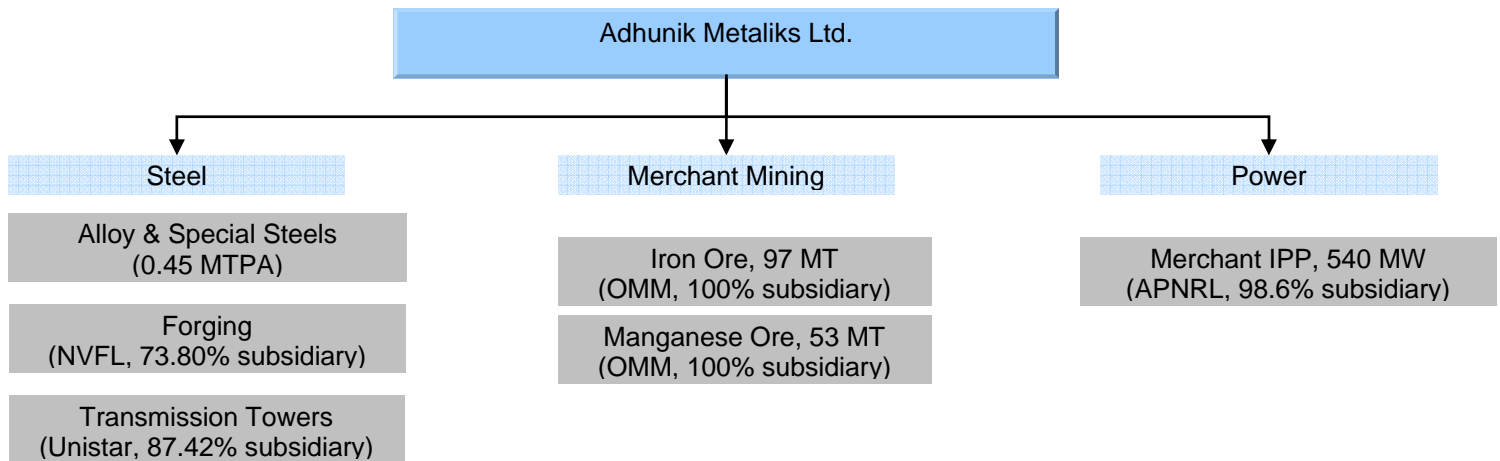 Adhunik Metaliks Ltd.
Steel
Merchant Mining
Power
Alloy & Special Steels
(0.45 MTPA)
Forging
(NVFL, 73.80% subsidiary)
Transmission Towers
(Unistar, 87.42% subsidiary)
Iron Ore, 97 MT
(OMM, 100% subsidiary)
Manganese Ore, 53 MT
(OMM, 100% subsidiary)
Merchant IPP, 540 MW
(APNRL, 98.6% subsidiary)